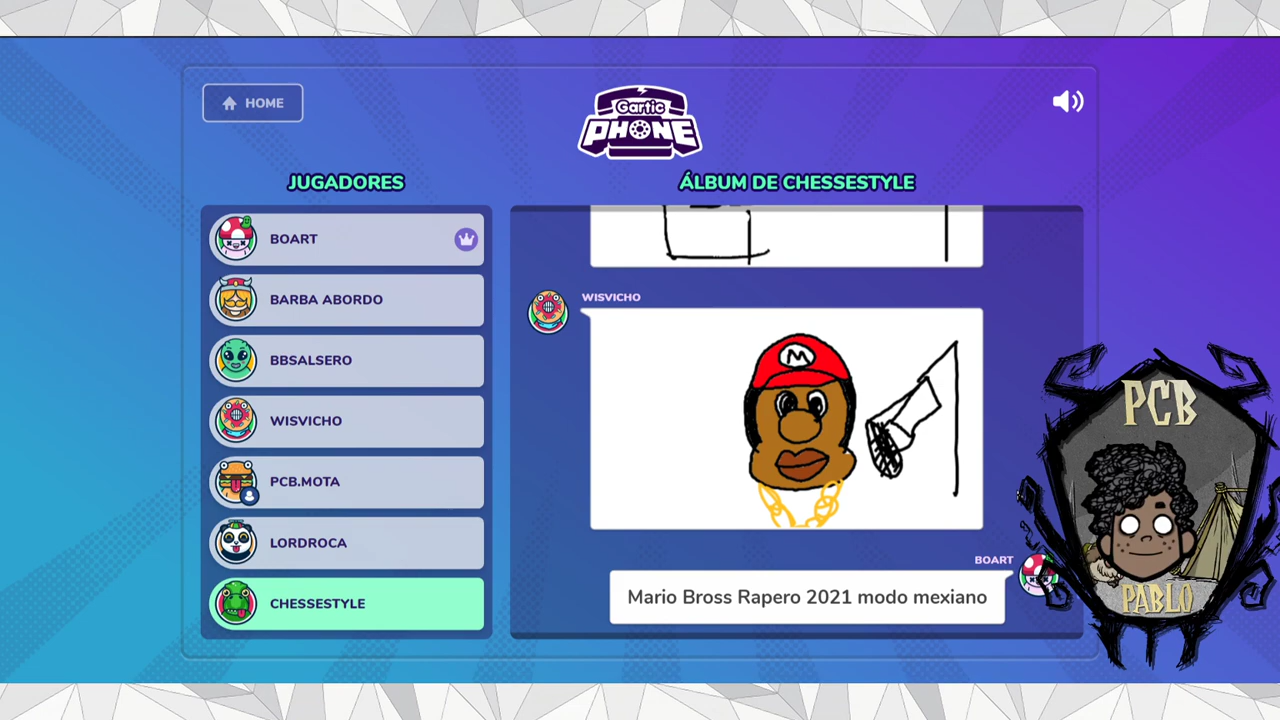 HOME
Gartic
PHONE
JUGADORES
ÁLBUM DE CHESSESTYLE
BOART
BARBA ABORDO
BBSALSERO
WISVICHO
PCB.MOTA
LORDROCA
CHESSESTYLE
WISVICHO
M
BOART
Mario Bross Rapero 2021 modo mexiano
PCB
PABLO